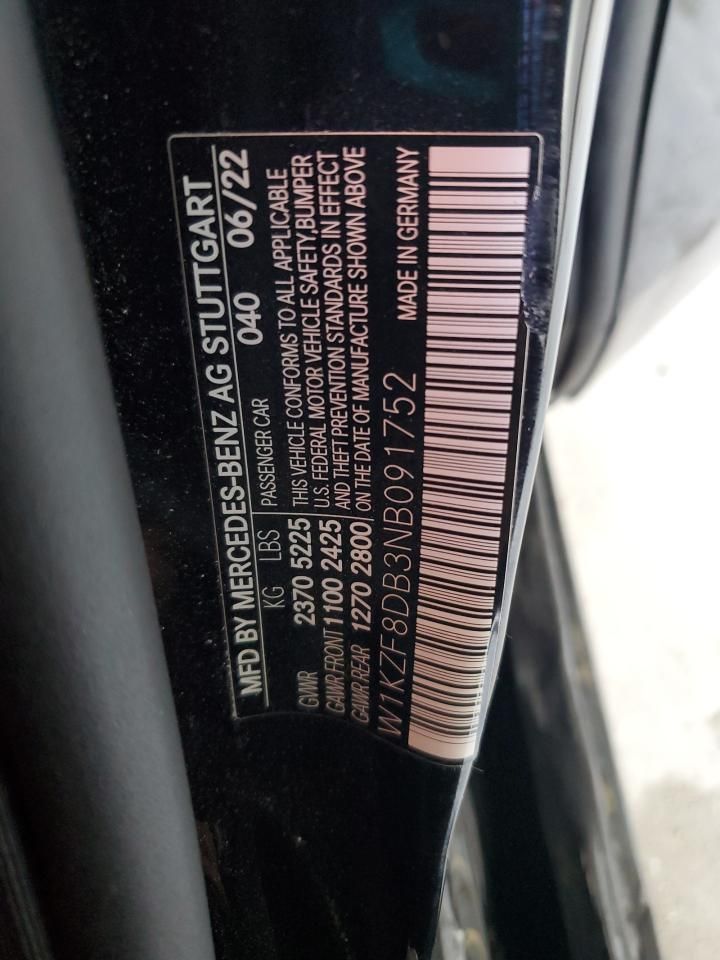 MFD BY MERCEDES-BENZ AG STUTTGART
040 06/22
KG LBS
PASSENGER CAR
GVWR 2370 5225
GAWR FRONT 1100 2425
GAWR REAR 1270 2800
THIS VEHICLE CONFORMS TO ALL APPLICABLE
U.S. FEDERAL MOTOR VEHICLE SAFETY,BUMPER
AND THEFT PREVENTION STANDARDS IN EFFECT
ON THE DATE OF MANUFACTURE SHOWN ABOVE
W1KZF8DB3NB091752
MADE IN GERMANY